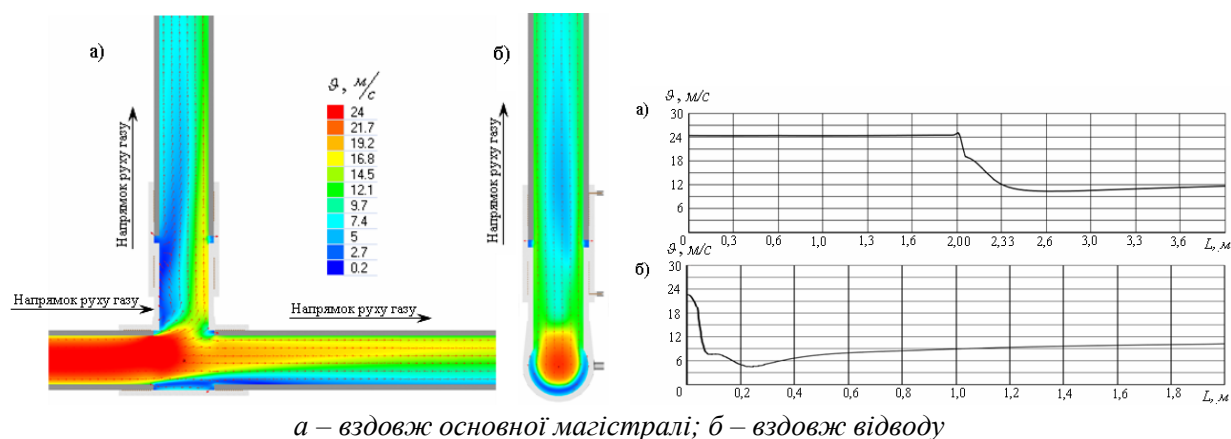 а)
Напрямок руху газу
Напрямок руху газу
Напрямок руху газу
ϑ, м/с
24
21.7
19.2
16.8
14.5
12.1
9.7
7.4
5
2.7
0.2
б)
Напрямок руху газу
а)
ϑ, м/с
30
24
18
12
6
0
0,3 0,6 1,0 1,3 1,6 2,00 2,33 2,6 3,0 3,3 3,6 L, м
б)
ϑ, м/с
30
24
18
12
6
0
0,2 0,4 0,6 0,8 1,0 1,2 1,4 1,6 1,8 L, м
а – вздовж основної магістралі; б – вздовж відводу